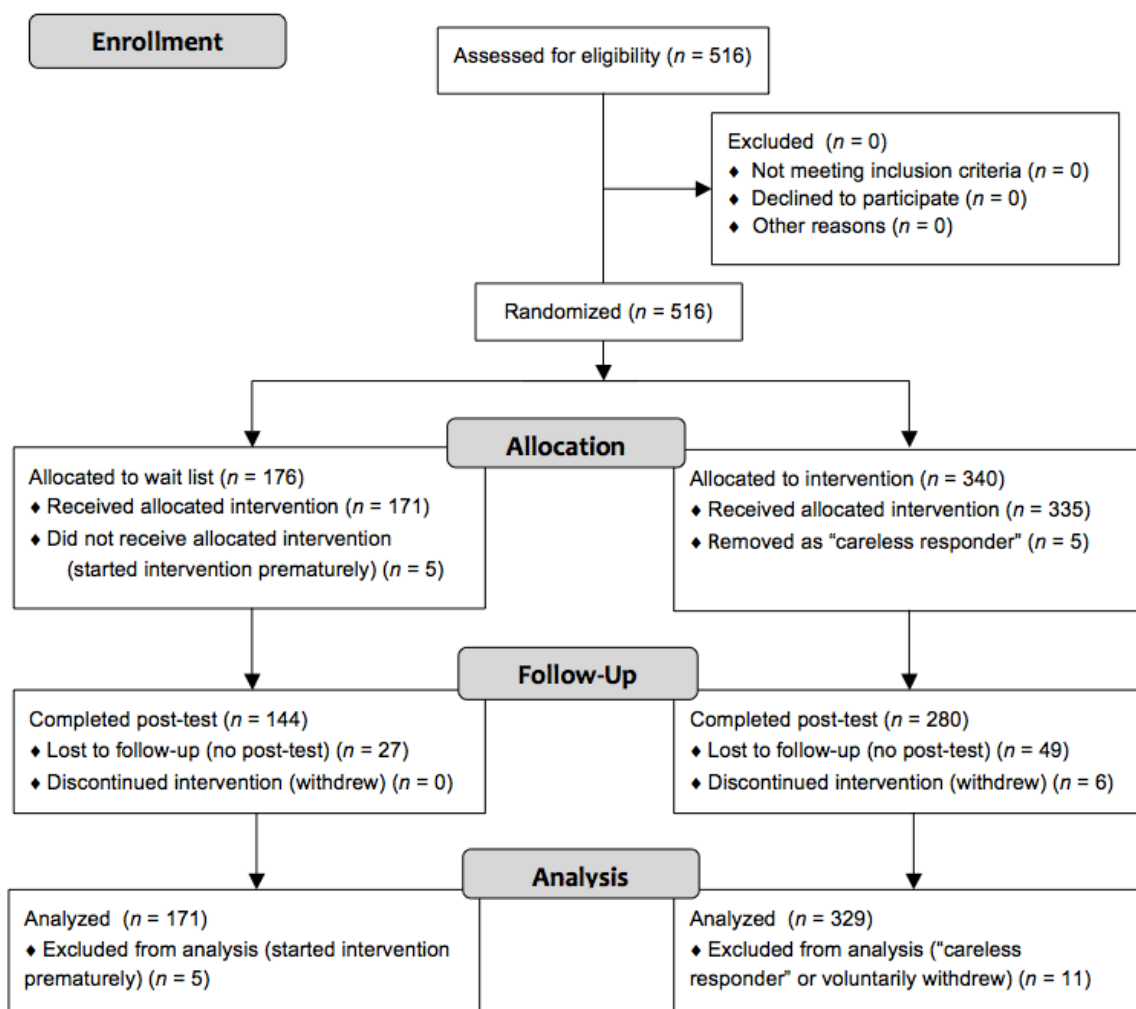 Enrollment
Assessed for eligibility (n = 516)
Excluded (n = 0)
♦ Not meeting inclusion criteria (n = 0)
♦ Declined to participate (n = 0)
♦ Other reasons (n = 0)
Randomized (n = 516)
Allocation
Allocated to wait list (n = 176)
♦ Received allocated intervention (n = 171)
♦ Did not receive allocated intervention
(started intervention prematurely) (n = 5)
Allocated to intervention (n = 340)
♦ Received allocated intervention (n = 335)
♦ Removed as “careless responder” (n = 5)
Follow-Up
Completed post-test (n = 144)
♦ Lost to follow-up (no post-test) (n = 27)
♦ Discontinued intervention (withdrew) (n = 0)
Completed post-test (n = 280)
♦ Lost to follow-up (no post-test) (n = 49)
♦ Discontinued intervention (withdrew) (n = 6)
Analysis
Analyzed (n = 171)
♦ Excluded from analysis (started intervention
prematurely) (n = 5)
Analyzed (n = 329)
♦ Excluded from analysis (“careless
responder” or voluntarily withdrew) (n = 11)